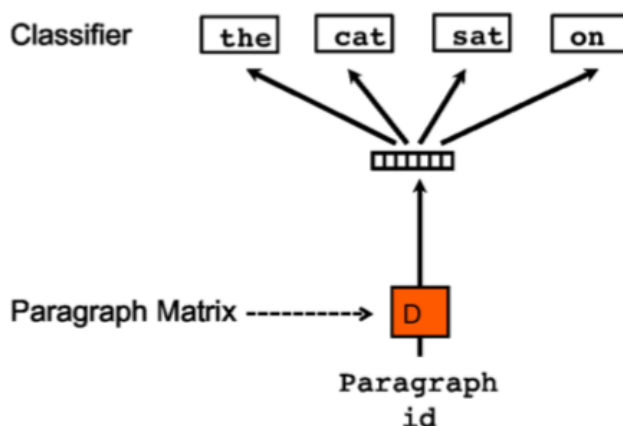 Classifier the cat sat on
Paragraph Matrix D
Paragraph
id